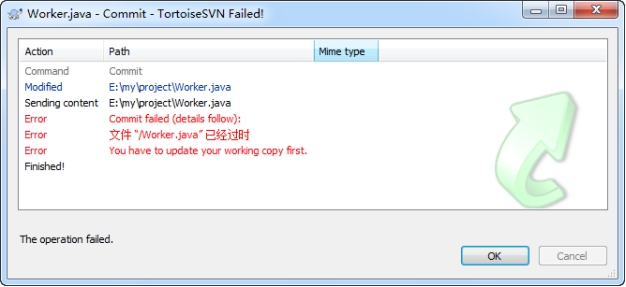 Worker.java - Commit - TortoiseSVN Failed!
Action Path Mime type
Command Commit
Modified E:\my\project\Worker.java
Sending content E:\my\project\Worker.java
Error Commit failed (details follow):
Error 文件 “/Worker.java” 已经过时
Error You have to update your working copy first.
Finished!
The operation failed.
OK Cancel